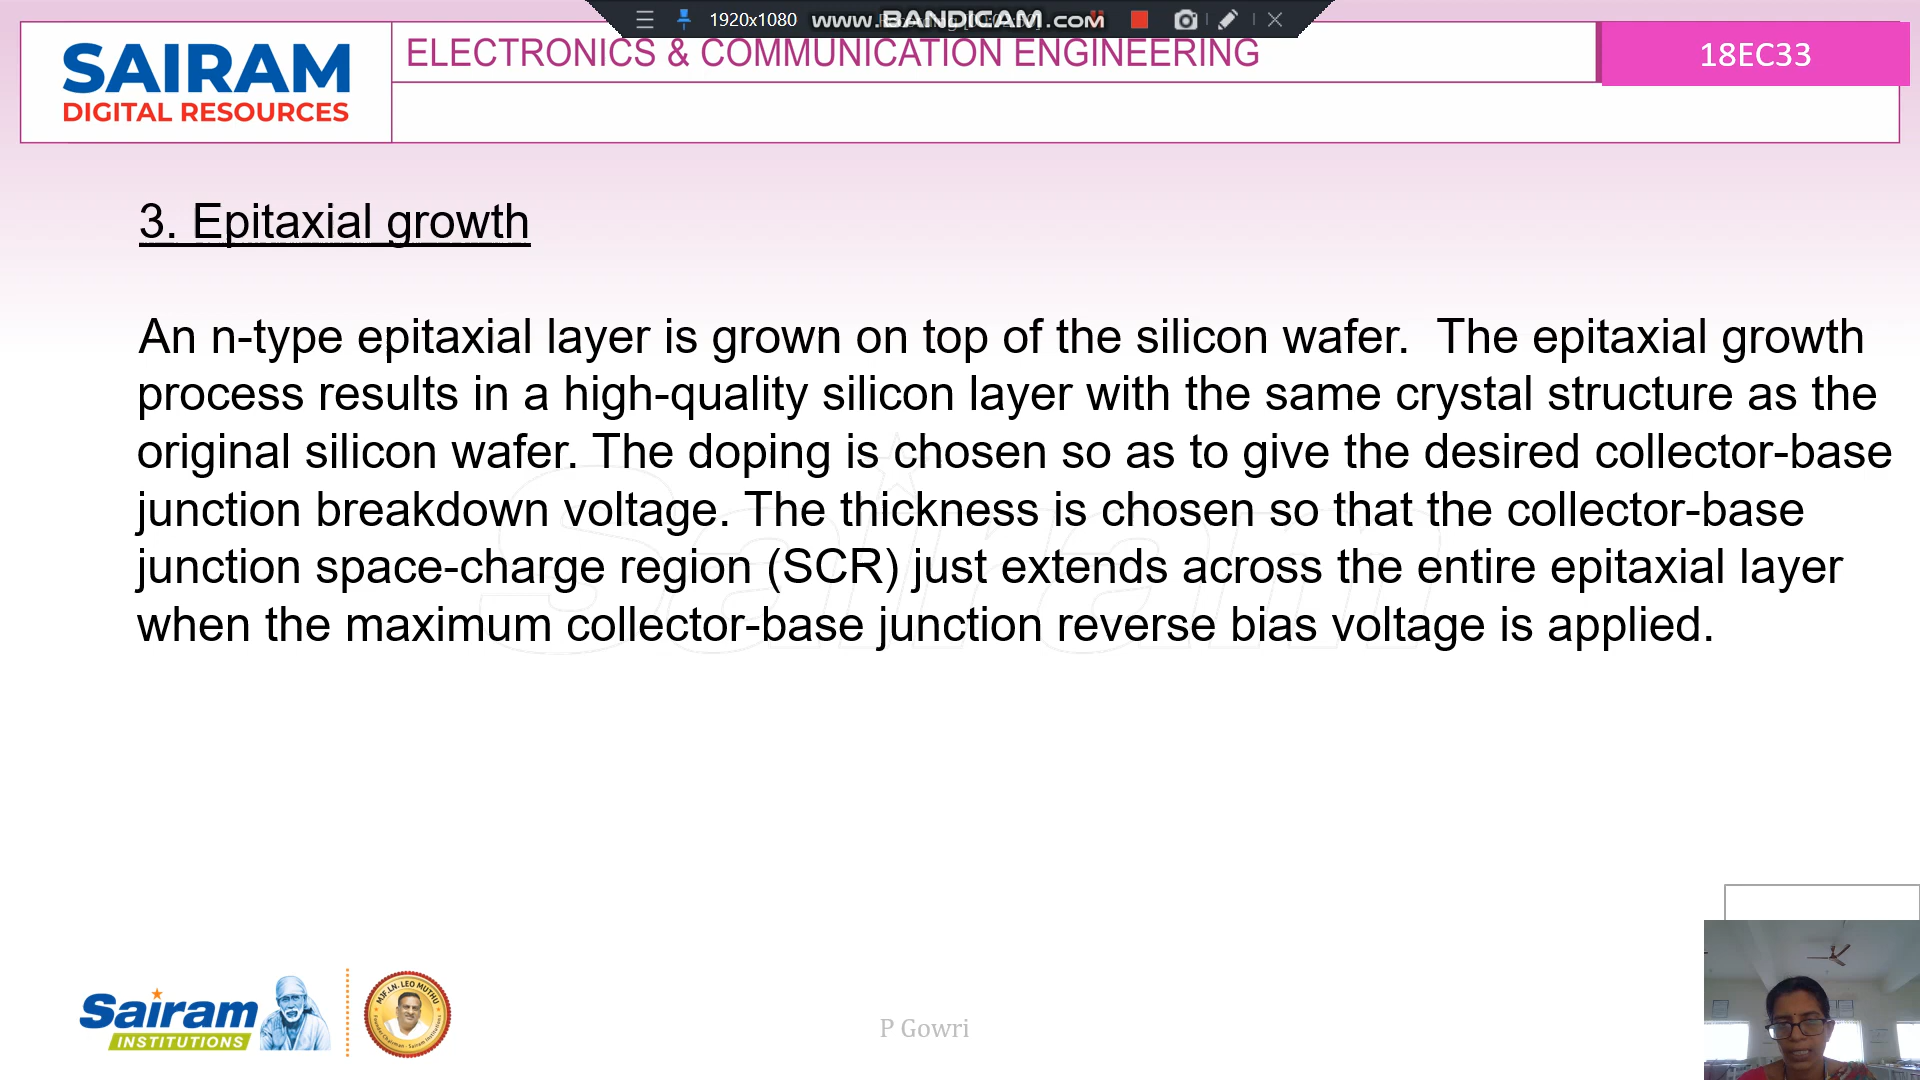 1920x1080
www.BANDICAM.COM
SAIRAM
DIGITAL RESOURCES
ELECTRONICS & COMMUNICATION ENGINEERING
18EC33
3. Epitaxial growth
An n-type epitaxial layer is grown on top of the silicon wafer. The epitaxial growth
process results in a high-quality silicon layer with the same crystal structure as the
original silicon wafer. The doping is chosen so as to give the desired collector-base
junction breakdown voltage. The thickness is chosen so that the collector-base
junction space-charge region (SCR) just extends across the entire epitaxial layer
when the maximum collector-base junction reverse bias voltage is applied.
Sairam
Sairam
INSTITUTIONS
MJF.LN. LEO MUTHU
P Gowri